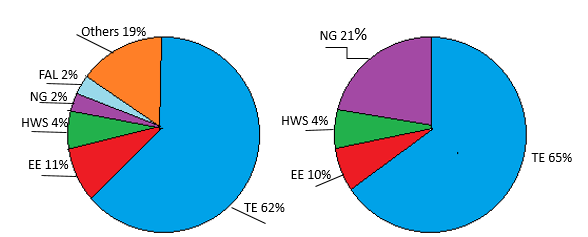 Others 19%
FAL 2%
NG 2%
HWS 4%
EE 11%
TE 62%
NG 21%
HWS 4%
EE 10%
TE 65%